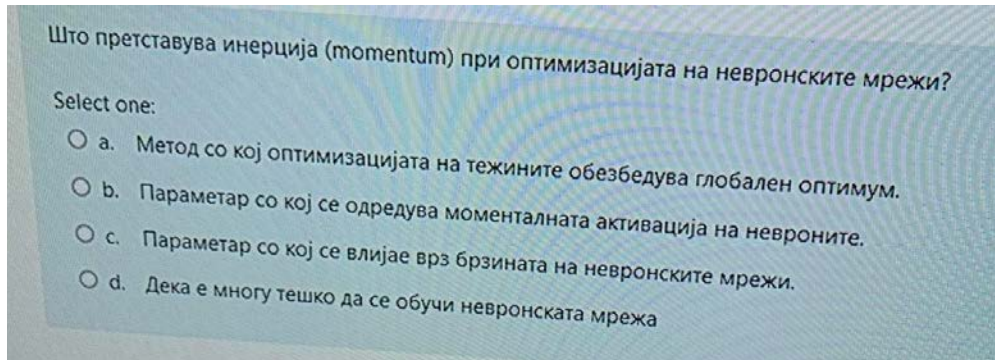 Што претставува инерција (momentum) при оптимизацијата на невронските мрежи?
Select one:
a. Метод со кој оптимизацијата на тежините обезбедува глобален оптимум.
b. Параметар со кој се одредува моменталната активација на невроните.
c. Параметар со кој се влијае врз брзината на невронските мрежи.
d. Дека е многу тешко да се обучи невронската мрежа